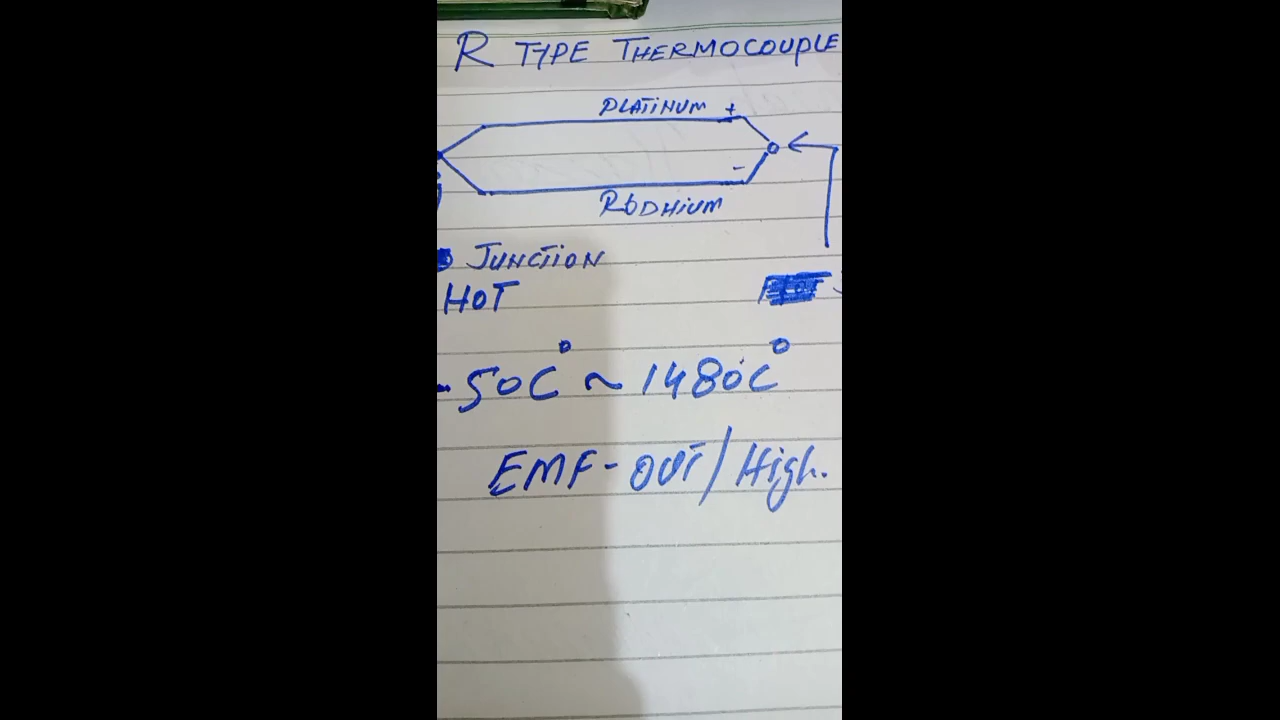 R TYPE THERMOCOUPLE
PLATINUM +
-
RODHIUM
JUNCTION
HOT
- 50C° ~ 1480C°
EMF - OUT / High.